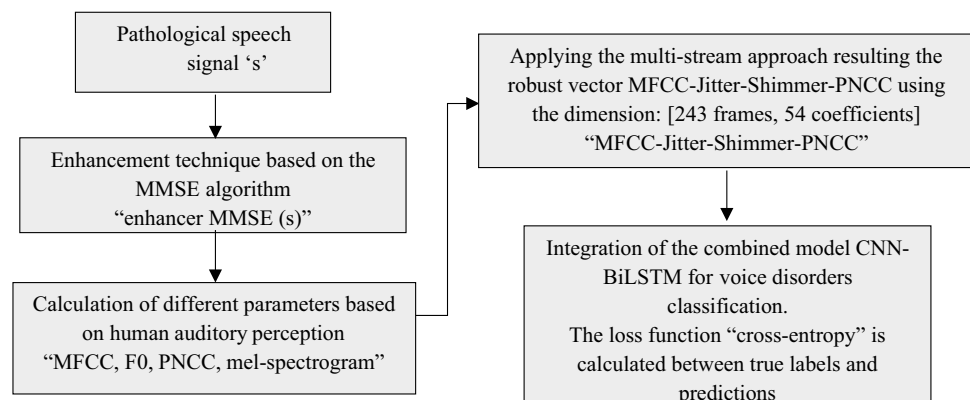 Pathological speech
signal ‘s’
Enhancement technique based on the
MMSE algorithm
“enhancer MMSE (s)”
Calculation of different parameters based
on human auditory perception
“MFCC, F0, PNCC, mel-spectrogram”
Applying the multi-stream approach resulting the
robust vector MFCC-Jitter-Shimmer-PNCC using
the dimension: [243 frames, 54 coefficients]
“MFCC-Jitter-Shimmer-PNCC”
Integration of the combined model CNN-
BiLSTM for voice disorders
classification.
The loss function “cross-entropy” is
calculated between true labels and
predictions